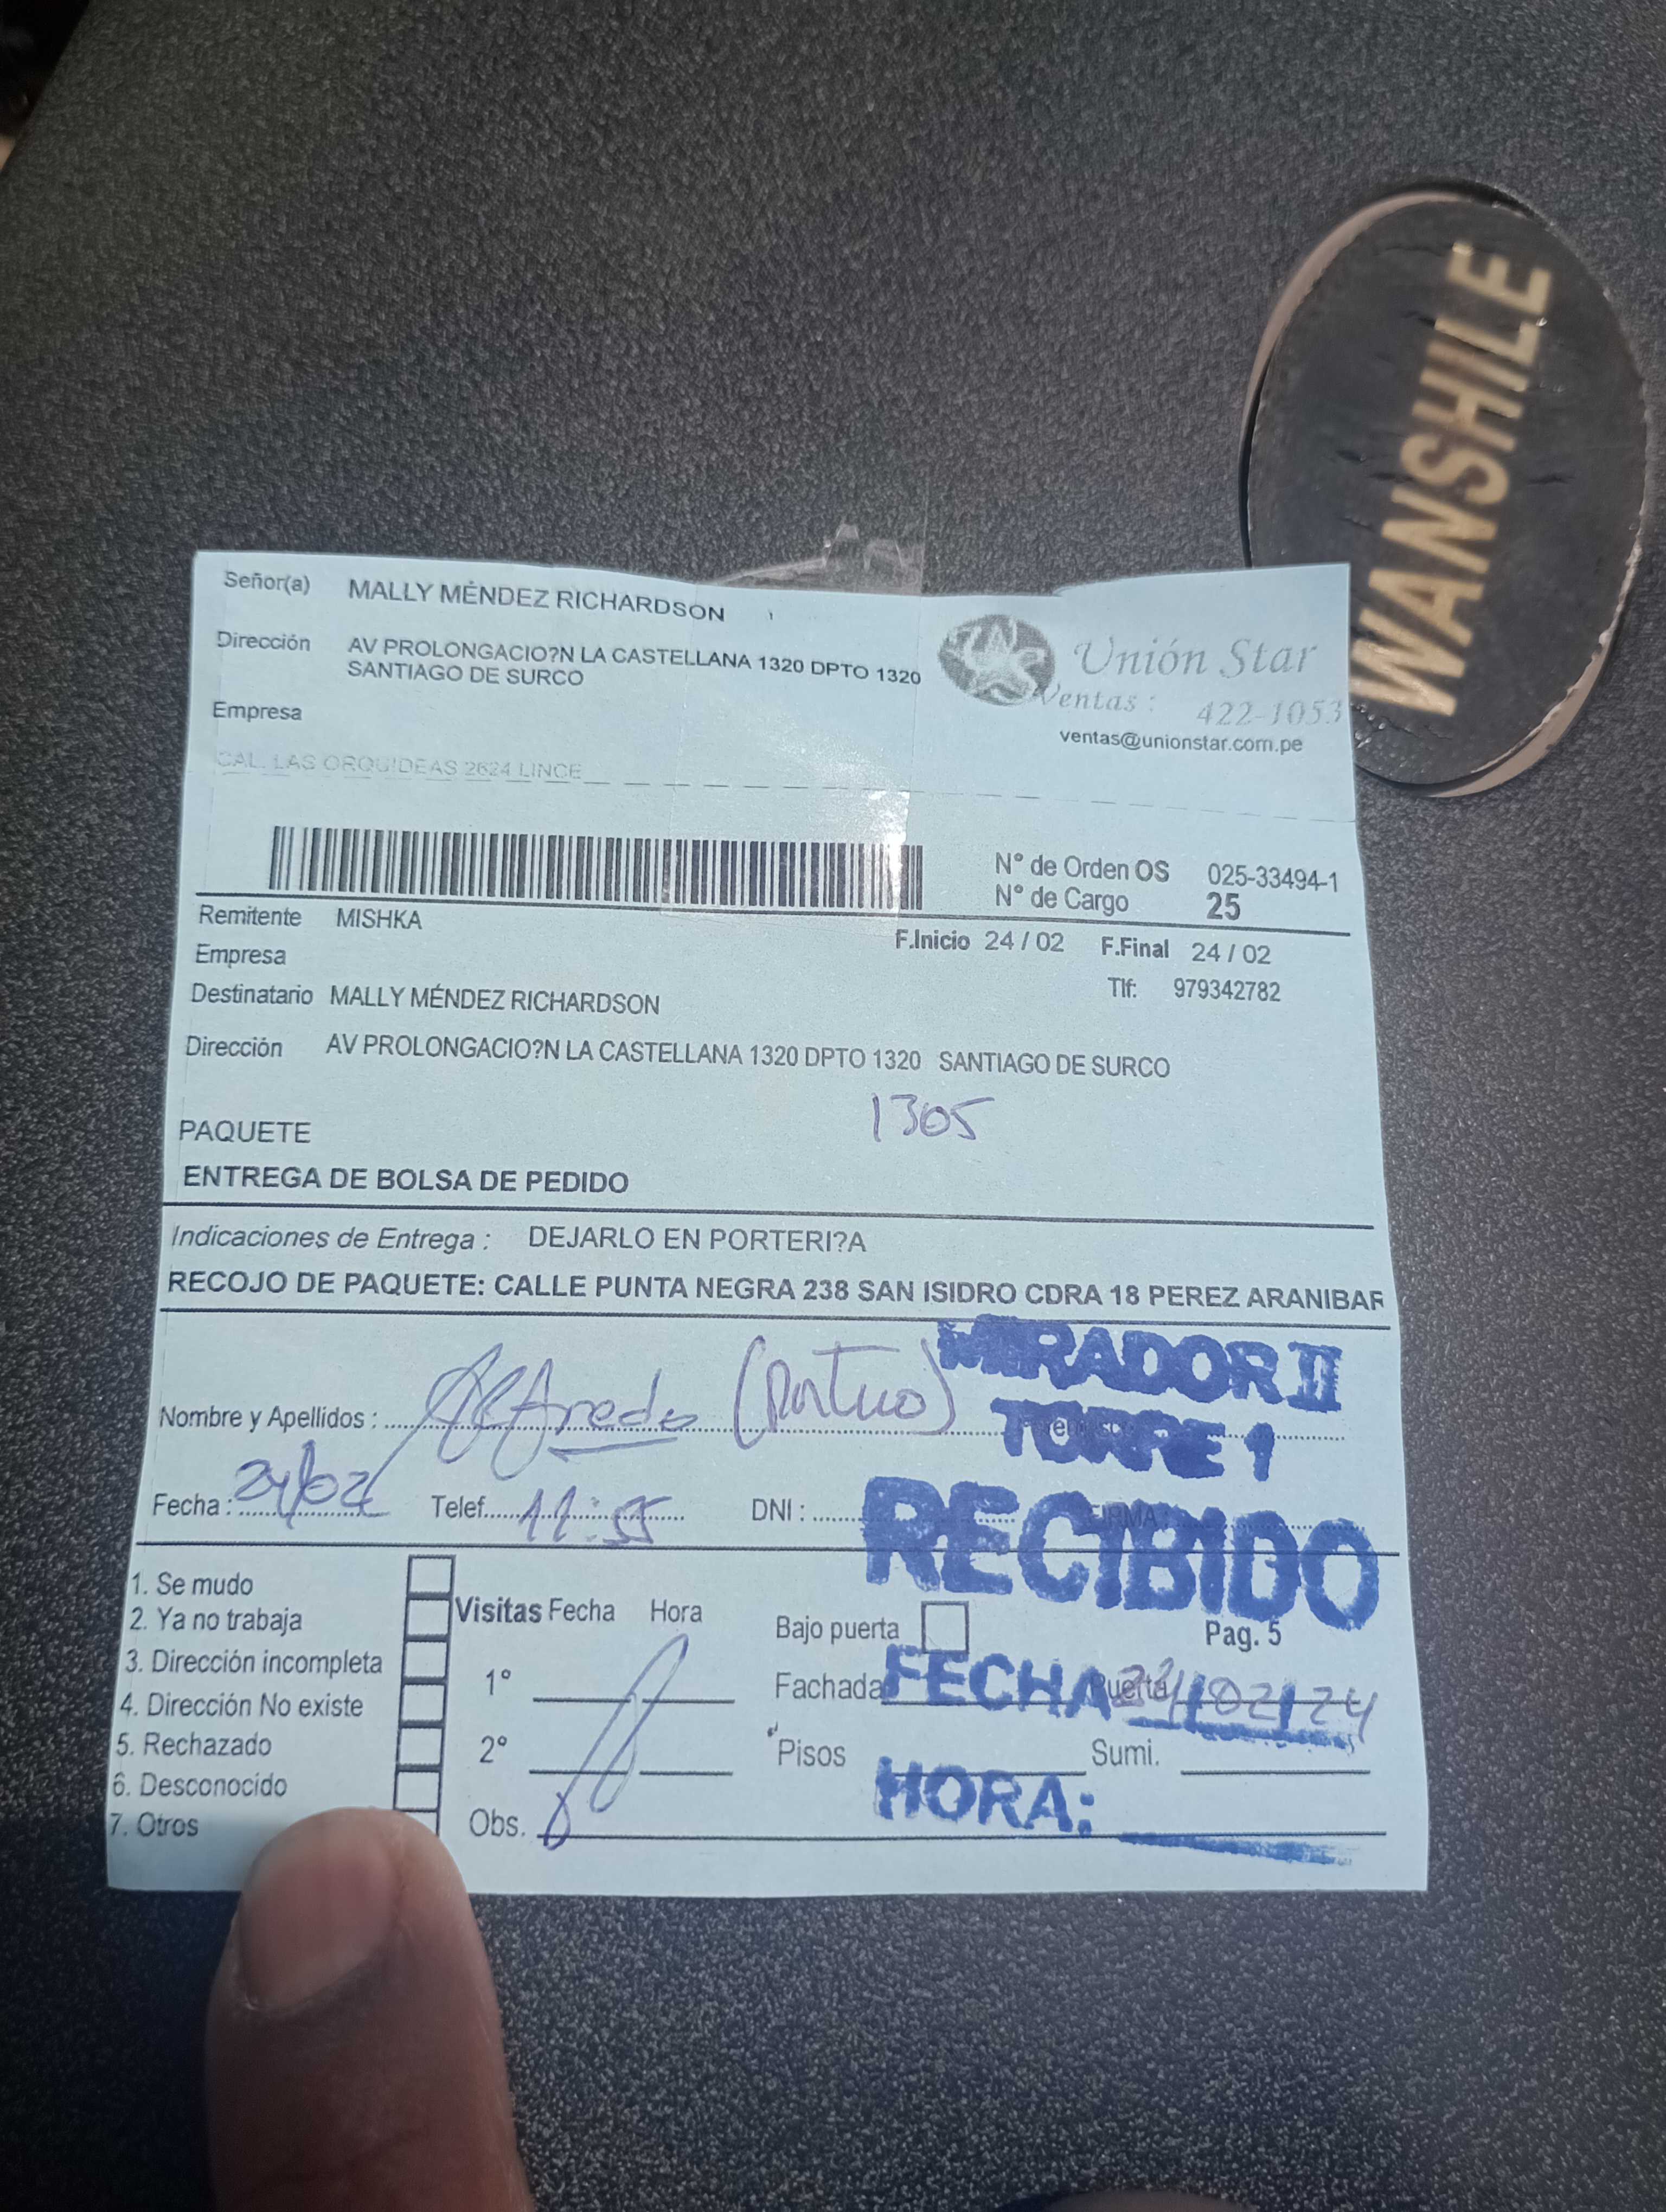 WANSHILE
Señor(a) MALLY MÉNDEZ RICHARDSON
Dirección AV PROLONGACIO?N LA CASTELLANA 1320 DPTO 1320
SANTIAGO DE SURCO
Unión Star
Ventas : 422-1053
ventas@unionstar.com.pe
Empresa
CAL. LAS ORQUIDEAS 2624 LINCE
N° de Orden OS 025-33494-1
N° de Cargo 25
Remitente MISHKA
F.Inicio 24 / 02 F.Final 24 / 02
Empresa
Tlf: 979342782
Destinatario MALLY MÉNDEZ RICHARDSON
Dirección AV PROLONGACIO?N LA CASTELLANA 1320 DPTO 1320 SANTIAGO DE SURCO
1305
PAQUETE
ENTREGA DE BOLSA DE PEDIDO
Indicaciones de Entrega : DEJARLO EN PORTERI?A
RECOJO DE PAQUETE: CALLE PUNTA NEGRA 238 SAN ISIDRO CDRA 18 PEREZ ARANIBAR
MIRADOR II
TORRE 1
Nombre y Apellidos : Alfredo
Fecha : 24/02 Telef. 11:55 DNI : FIRMA :
RECIBIDO
1. Se mudo
2. Ya no trabaja
3. Dirección incompleta
4. Dirección No existe
5. Rechazado
6. Desconocido
7. Otros
Visitas Fecha Hora
1°
2°
Obs.
Bajo puerta
Pag. 5
Fachada Puerta
FECHA 24/02/24
Pisos Sumi.
HORA: